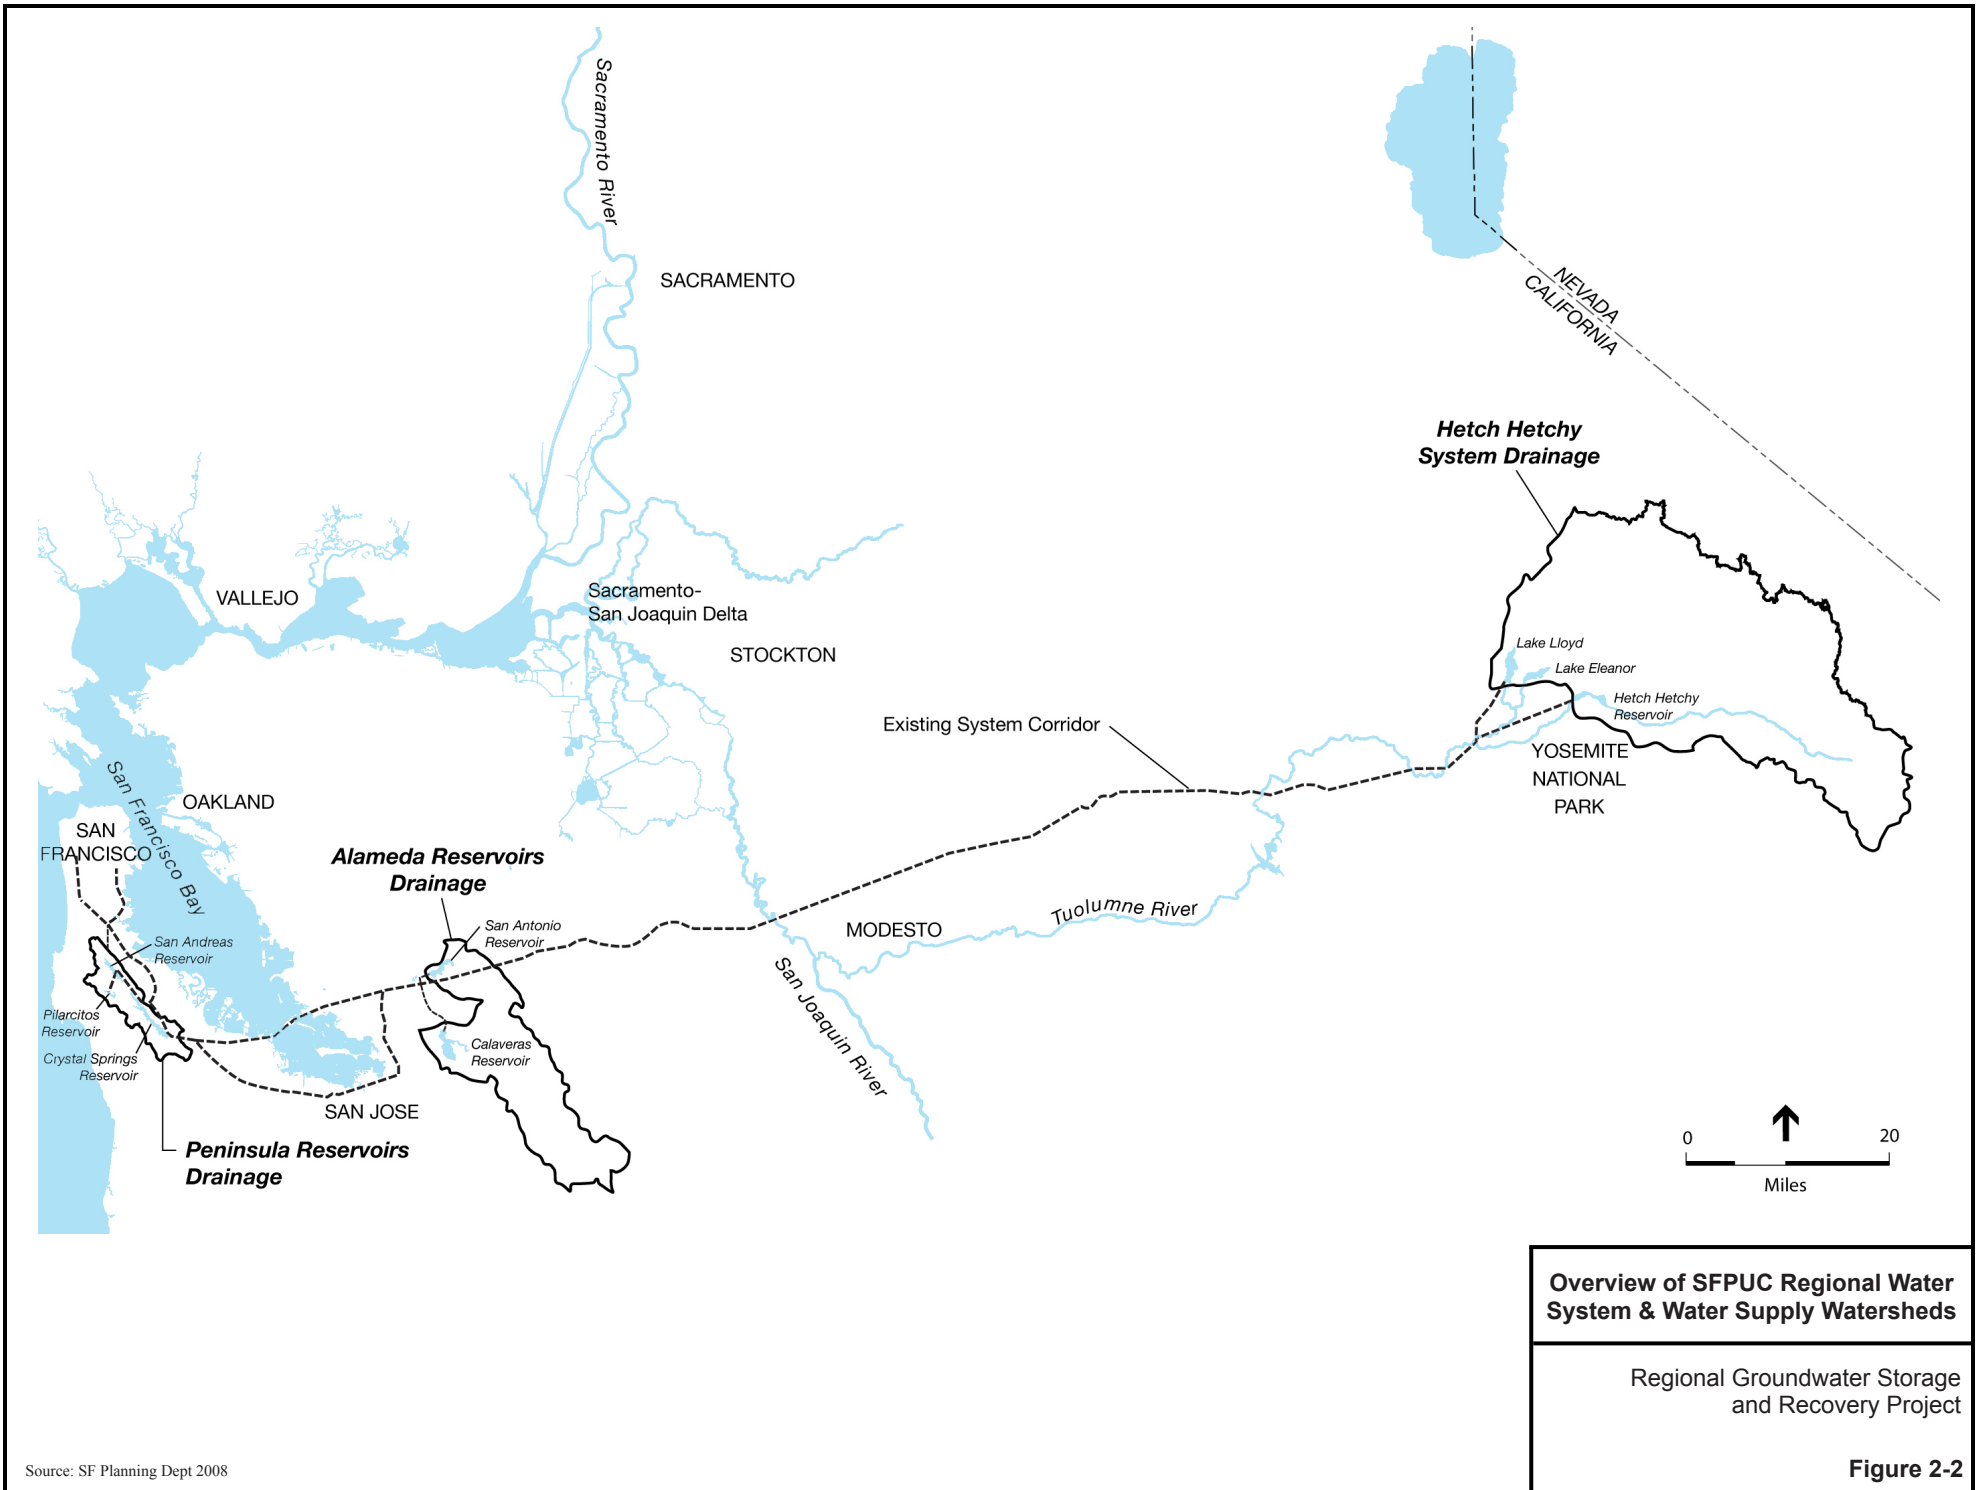 Sacramento River
SACRAMENTO
NEVADA
CALIFORNIA
Hetch Hetchy
System Drainage
VALLEJO
Sacramento-
San Joaquin Delta
STOCKTON
Lake Lloyd
Lake Eleanor
Hetch Hetchy
Reservoir
Existing System Corridor
YOSEMITE
NATIONAL
PARK
San Francisco Bay
OAKLAND
SAN
FRANCISCO
Alameda Reservoirs
Drainage
San Antonio
Reservoir
Tuolumne River
MODESTO
San Andreas
Reservoir
San Joaquin River
Pilarcitos
Reservoir
Crystal Springs
Reservoir
Calaveras
Reservoir
SAN JOSE
Peninsula Reservoirs
Drainage
0 20
Miles
Overview of SFPUC Regional Water
System & Water Supply Watersheds
Regional Groundwater Storage
and Recovery Project
Source: SF Planning Dept 2008
Figure 2-2